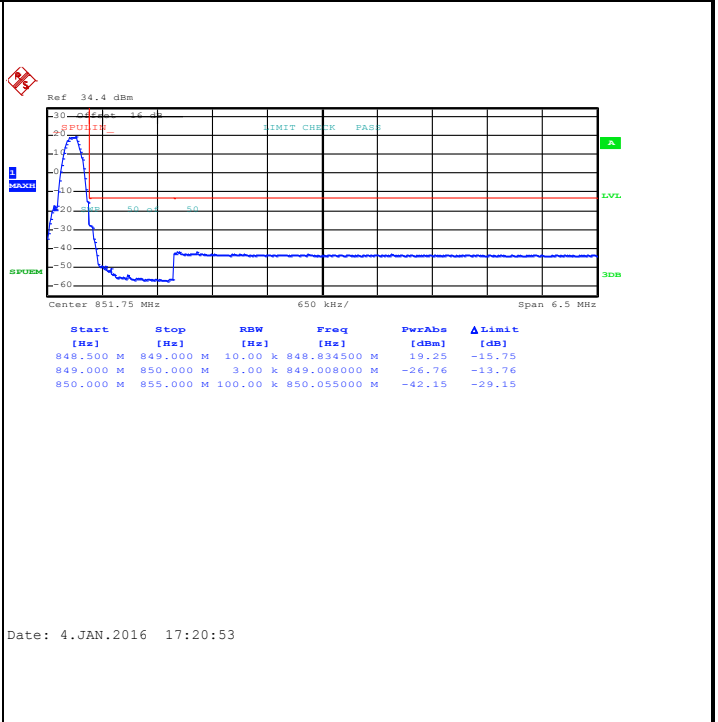 R S
Ref 34.4 dBm
30 Offset 16 dB
_SPULIN_ LIMIT CHECK PASS
20
A
10
0
1
MAXH
-10
LVL
-20 SWP 50 of 50
-30
-40
-50
SPUEM 3DB
-60
Center 851.75 MHz 650 kHz/ Span 6.5 MHz
Start Stop RBW Freq PwrAbs Δ Limit
[Hz] [Hz] [Hz] [Hz] [dBm] [dB]
848.500 M 849.000 M 10.00 k 848.834500 M 19.25 -15.75
849.000 M 850.000 M 3.00 k 849.008000 M -26.76 -13.76
850.000 M 855.000 M 100.00 k 850.055000 M -42.15 -29.15
Date: 4.JAN.2016 17:20:53